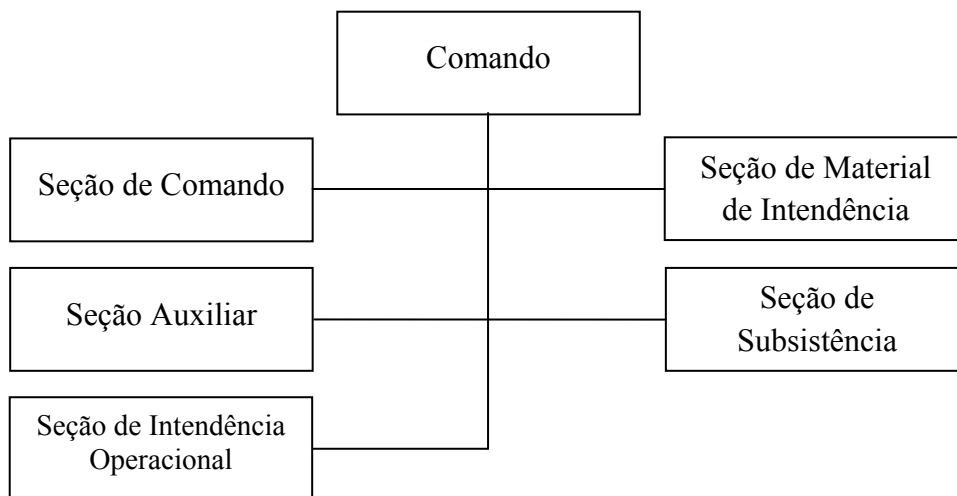 Comando
Seção de Comando
Seção de Material
de Intendência
Seção Auxiliar
Seção de
Subsistência
Seção de Intendência
Operacional